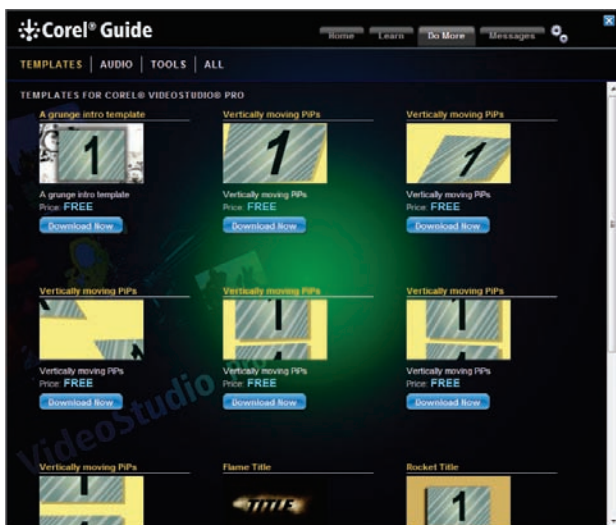 Corel® Guide
Home Learn Do More Messages
TEMPLATES | AUDIO | TOOLS | ALL
TEMPLATES FOR COREL® VIDEOSTUDIO® PRO
A grunge intro template
1
A grunge intro template
Price: FREE
Download Now
Vertically moving PiPs
1
Vertically moving PiPs
Price: FREE
Download Now
Vertically moving PiPs
1
Vertically moving PiPs
Price: FREE
Download Now
Vertically moving PiPs
Vertically moving PiPs
Price: FREE
Download Now
Vertically moving PiPs
1
Vertically moving PiPs
Price: FREE
Download Now
Vertically moving PiPs
1
Vertically moving PiPs
Price: FREE
Download Now
VideoStudio Pro
Vertically moving PiPs
1
Flame Title
TITLE
Rocket Title
1